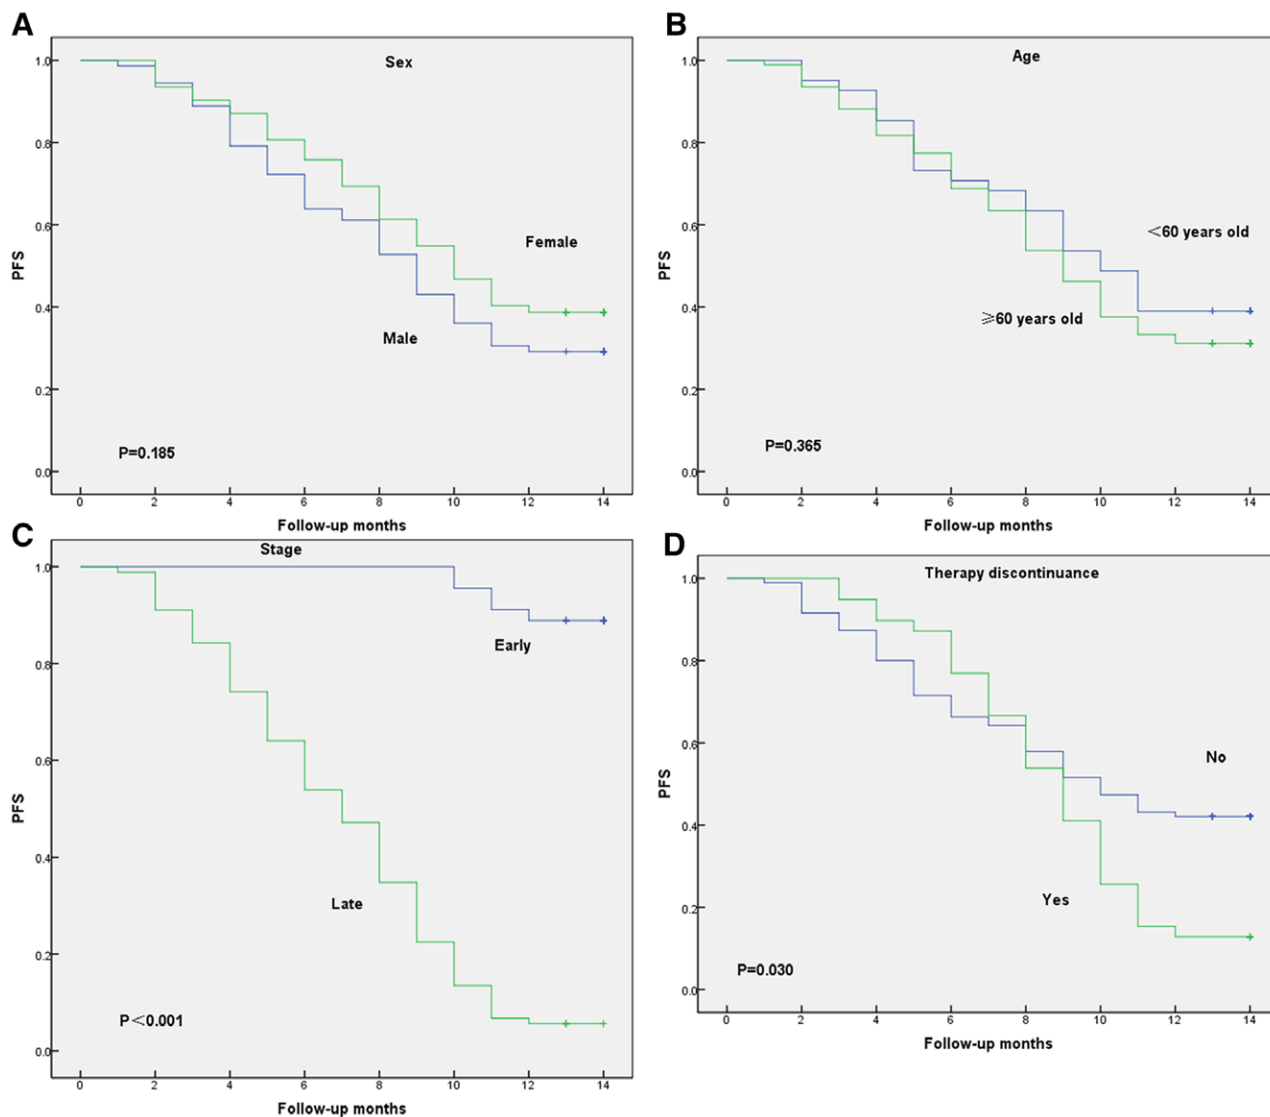 A
Sex
1.0
0.8
0.6
0.4
0.2
0.0
PFS
Female
Male
P=0.185
0 2 4 6 8 10 12 14
Follow-up months
B
Age
1.0
0.8
0.6
0.4
0.2
0.0
PFS
<60 years old
⩾60 years old
P=0.365
0 2 4 6 8 10 12 14
Follow-up months
C
Stage
1.0
0.8
0.6
0.4
0.2
0.0
PFS
Early
Late
P<0.001
0 2 4 6 8 10 12 14
Follow-up months
D
Therapy discontinuance
1.0
0.8
0.6
0.4
0.2
0.0
PFS
No
Yes
P=0.030
0 2 4 6 8 10 12 14
Follow-up months